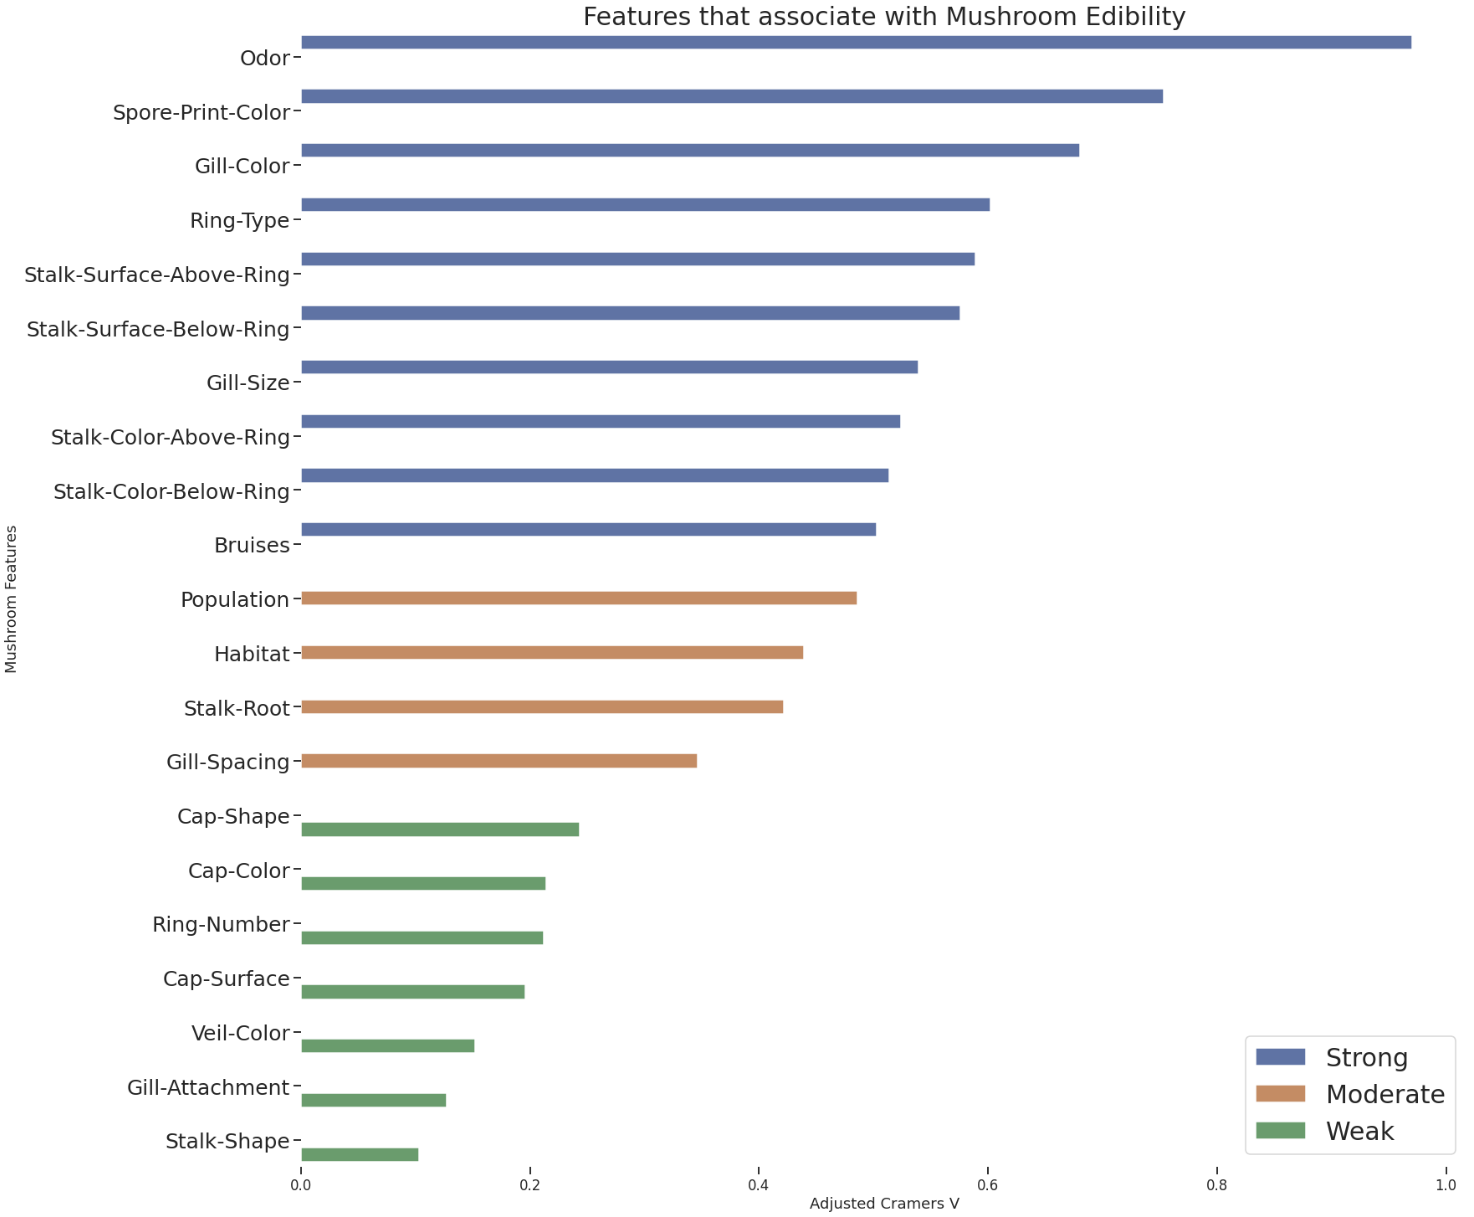 Features that associate with Mushroom Edibility
Odor
Spore-Print-Color
Gill-Color
Ring-Type
Stalk-Surface-Above-Ring
Stalk-Surface-Below-Ring
Gill-Size
Stalk-Color-Above-Ring
Stalk-Color-Below-Ring
Bruises
Population
Habitat
Stalk-Root
Gill-Spacing
Cap-Shape
Cap-Color
Ring-Number
Cap-Surface
Veil-Color
Gill-Attachment
Stalk-Shape
Mushroom Features
Strong
Moderate
Weak
0.0 0.2 0.4 0.6 0.8 1.0
Adjusted Cramers V